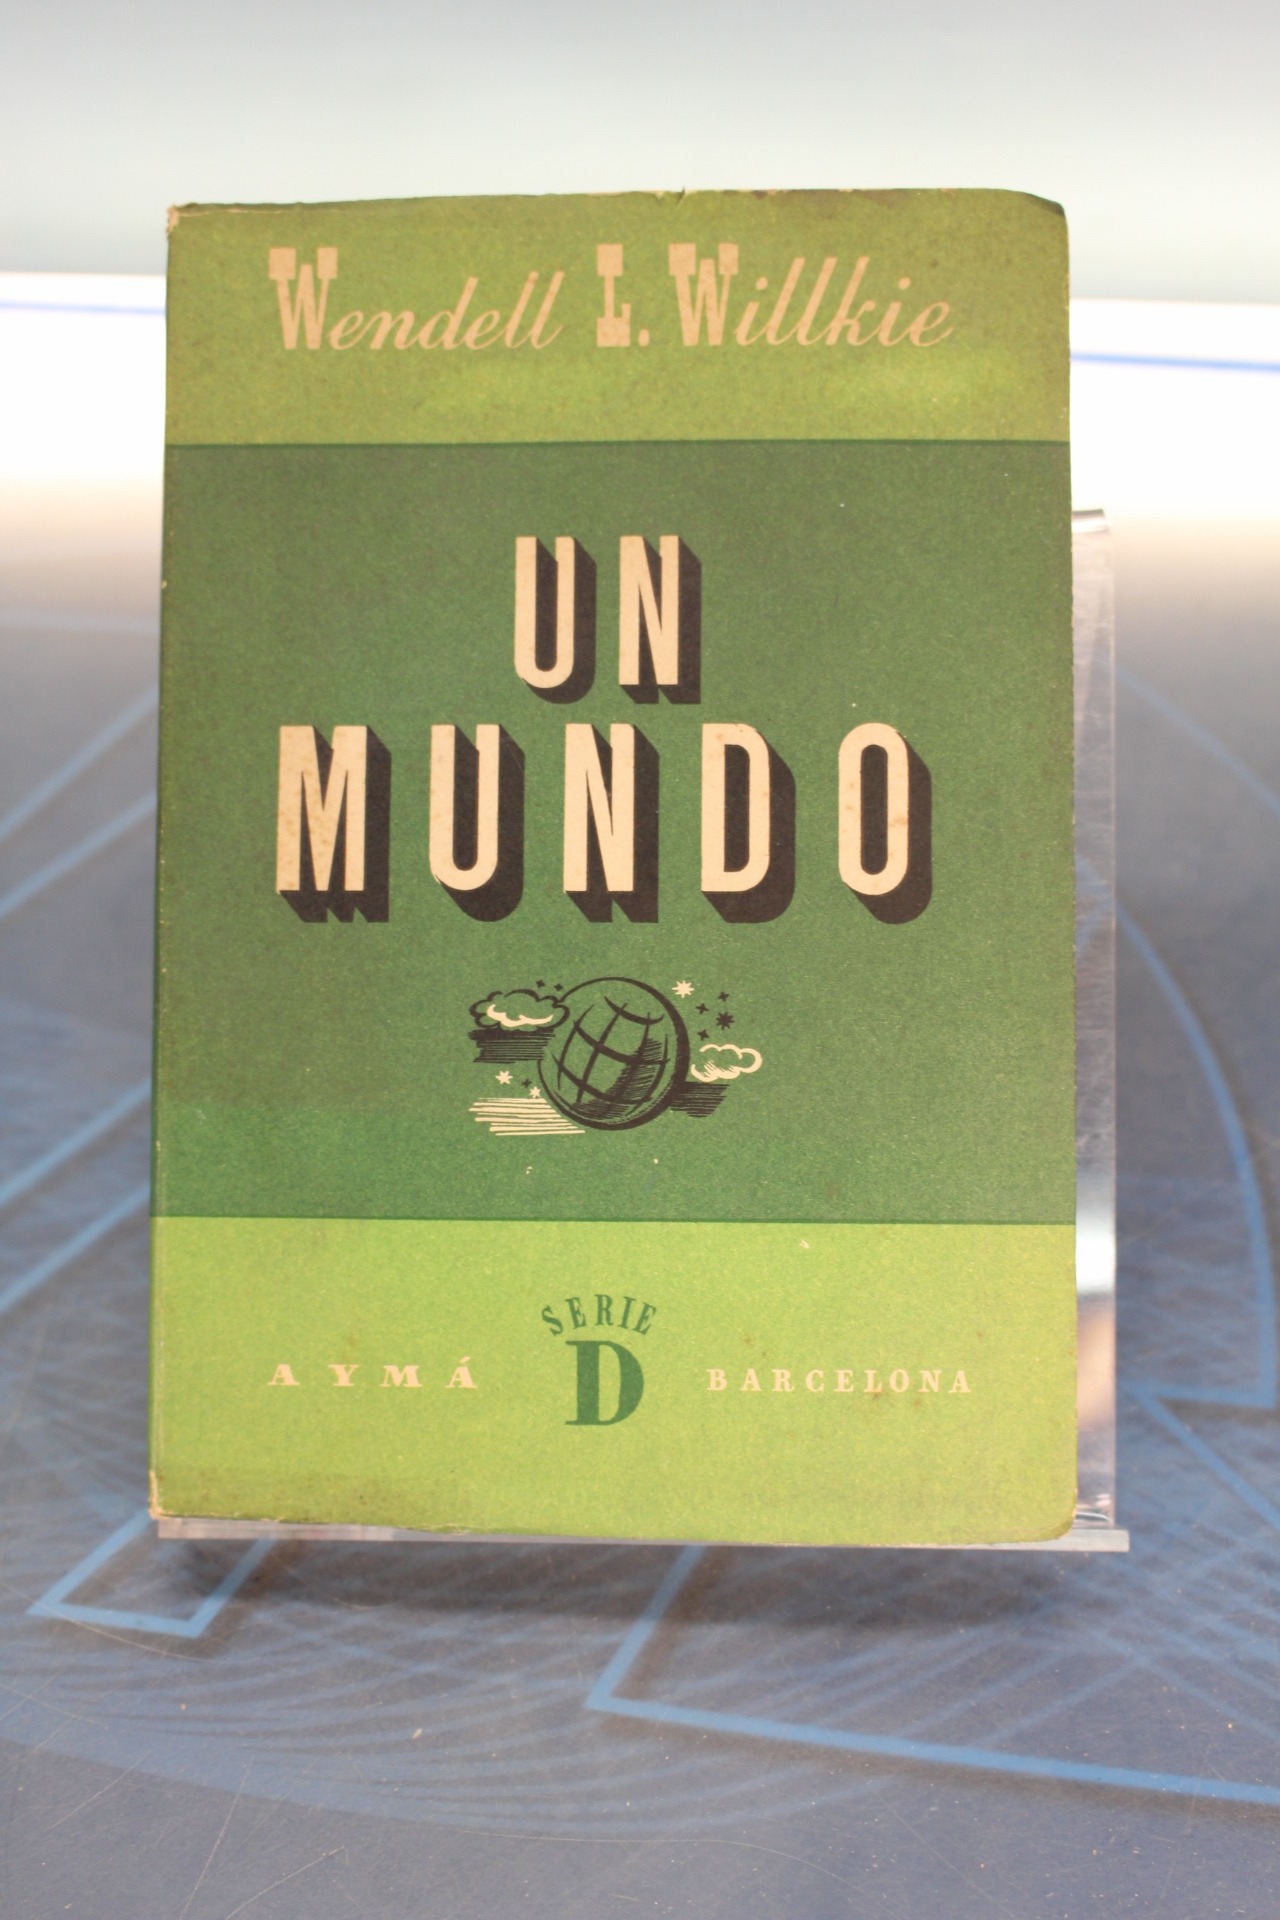 Wendell L. Willkie
UN
MUNDO
SERIE
D
AYMÁ
BARCELONA